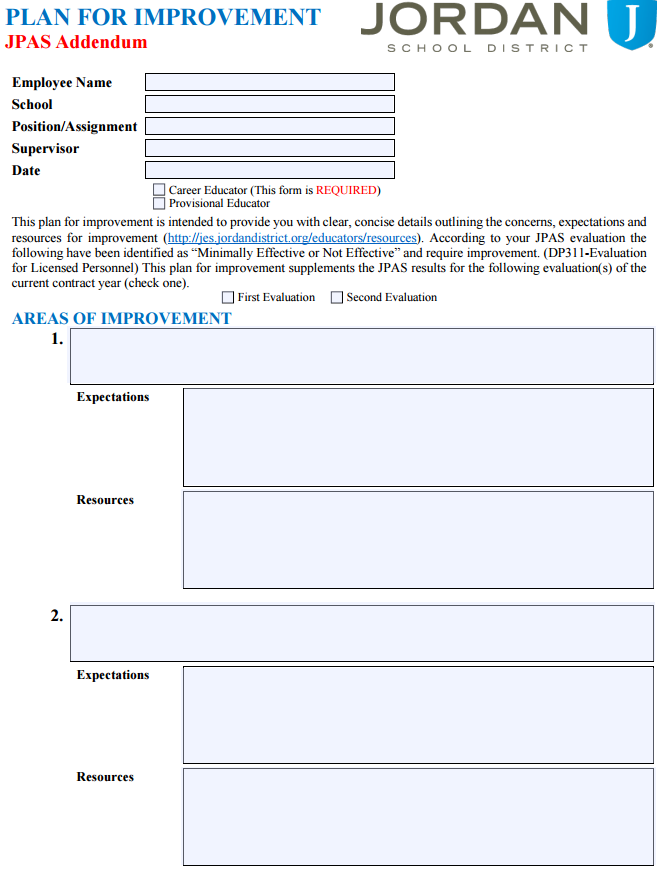 PLAN FOR IMPROVEMENT
JPAS Addendum
JORDAN
SCHOOL DISTRICT
J
®
Employee Name
School
Position/Assignment
Supervisor
Date
Career Educator (This form is REQUIRED)
Provisional Educator
This plan for improvement is intended to provide you with clear, concise details outlining the concerns, expectations and
resources for improvement (http://jes.jordandistrict.org/educators/resources). According to your JPAS evaluation the
following have been identified as “Minimally Effective or Not Effective” and require improvement. (DP311-Evaluation
for Licensed Personnel) This plan for improvement supplements the JPAS results for the following evaluation(s) of the
current contract year (check one).
First Evaluation Second Evaluation
AREAS OF IMPROVEMENT
1.
Expectations
Resources
2.
Expectations
Resources